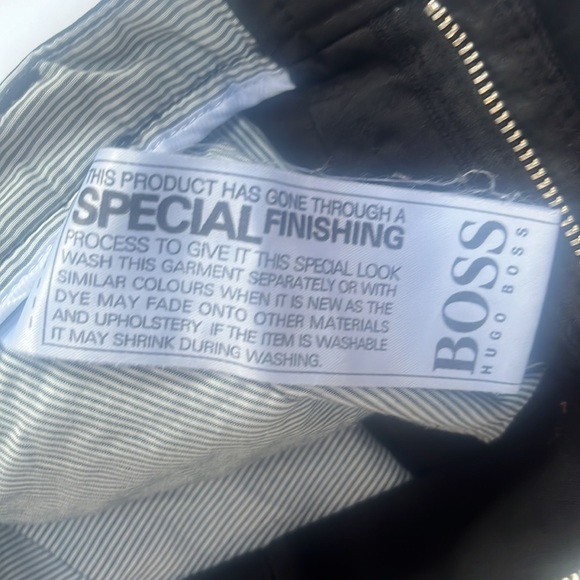 THIS PRODUCT HAS GONE THROUGH A
SPECIAL FINISHING
PROCESS TO GIVE IT THIS SPECIAL LOOK
WASH THIS GARMENT SEPARATELY OR WITH
SIMILAR COLOURS WHEN IT IS NEW AS THE
DYE MAY FADE ONTO OTHER MATERIALS
AND UPHOLSTERY. IF THE ITEM IS WASHABLE
IT MAY SHRINK DURING WASHING.
BOSS
HUGO BOSS